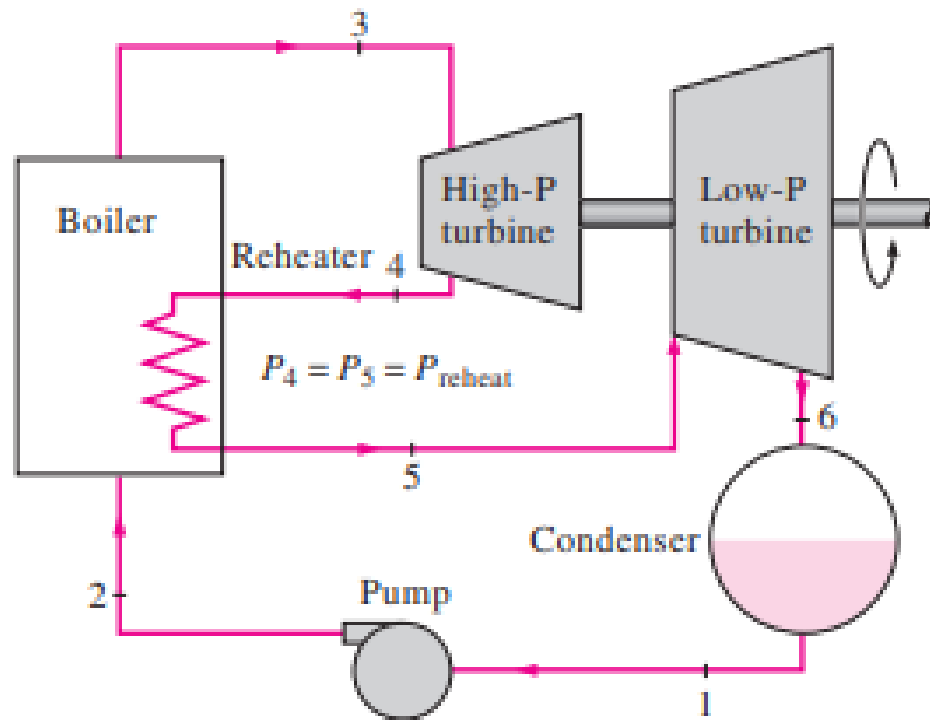 3
High-P
turbine
Low-P
turbine
Boiler
Reheater
4
P4 = P5 = Preheat
5
6
Condenser
2
Pump
1